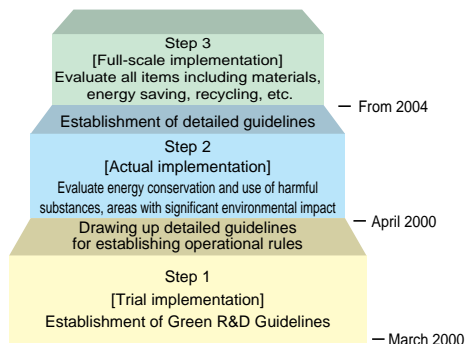 Step 3
[Full-scale implementation]
Evaluate all items including materials,
energy saving, recycling, etc.
From 2004
Establishment of detailed guidelines
Step 2
[Actual implementation]
Evaluate energy conservation and use of harmful
substances, areas with significant environmental impact
April 2000
Drawing up detailed guidelines
for establishing operational rules
Step 1
[Trial implementation]
Establishment of Green R&D Guidelines
March 2000